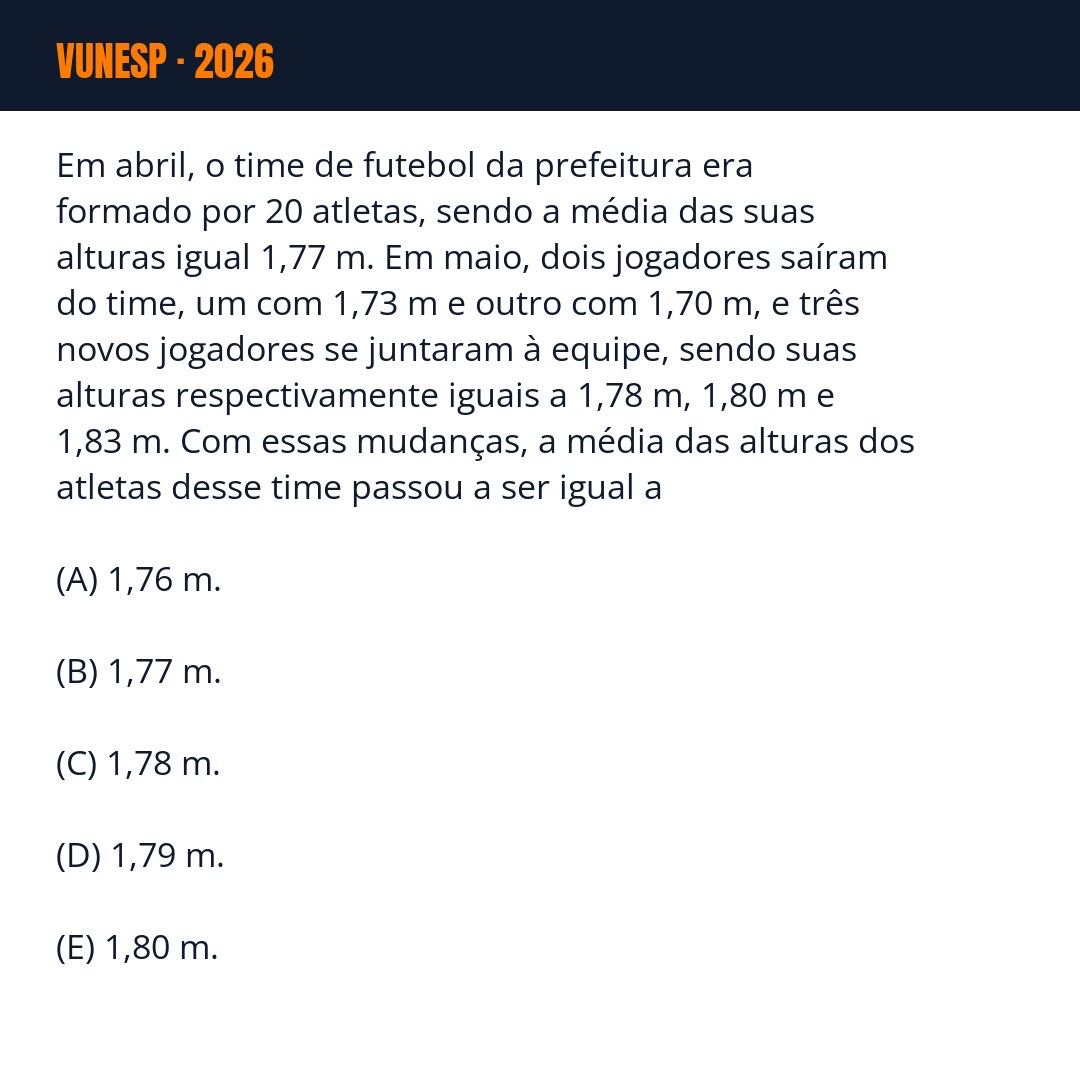 VUNESP · 2026
Em abril, o time de futebol da prefeitura era
formado por 20 atletas, sendo a média das suas
alturas igual 1,77 m. Em maio, dois jogadores saíram
do time, um com 1,73 m e outro com 1,70 m, e três
novos jogadores se juntaram à equipe, sendo suas
alturas respectivamente iguais a 1,78 m, 1,80 m e
1,83 m. Com essas mudanças, a média das alturas dos
atletas desse time passou a ser igual a
(A) 1,76 m.
(B) 1,77 m.
(C) 1,78 m.
(D) 1,79 m.
(E) 1,80 m.